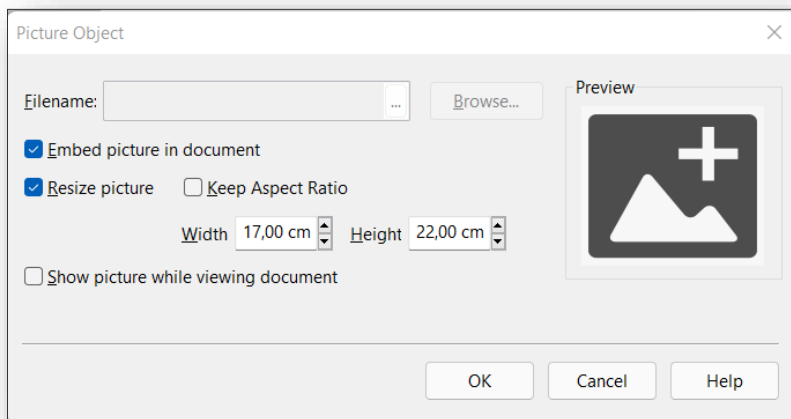 Picture Object
Filename: ... Browse...
Preview
Embed picture in document
Resize picture Keep Aspect Ratio
Width 17,00 cm Height 22,00 cm
Show picture while viewing document
OK Cancel Help